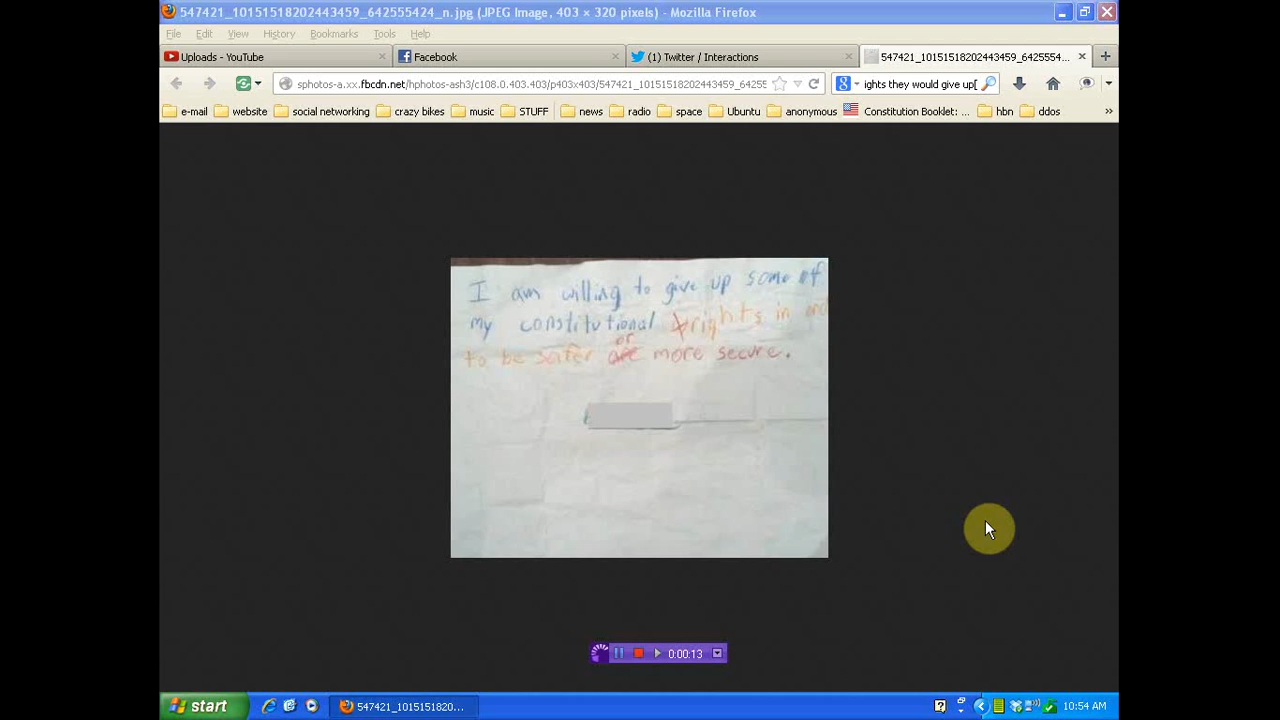 547421_10151518202443459_642555424_n.jpg (JPEG Image, 403 × 320 pixels) - Mozilla Firefox
File Edit View History Bookmarks Tools Help
Uploads - YouTube
Facebook
(1) Twitter / Interactions
547421_10151518202443459_6425554...
sphotos-a.xx.fbcdn.net/hphotos-ash3/c108.0.403.403/p403x403/547421_10151518202443459_642555
ights they would give up[
e-mail website social networking crazy bikes music STUFF news radio space Ubuntu anonymous Constitution Booklet: ... hbn ddos
I am willing to give up some of
my constitutional rights in
to be safer or more secure.
0:00:13
start
547421_1015151820...
10:54 AM